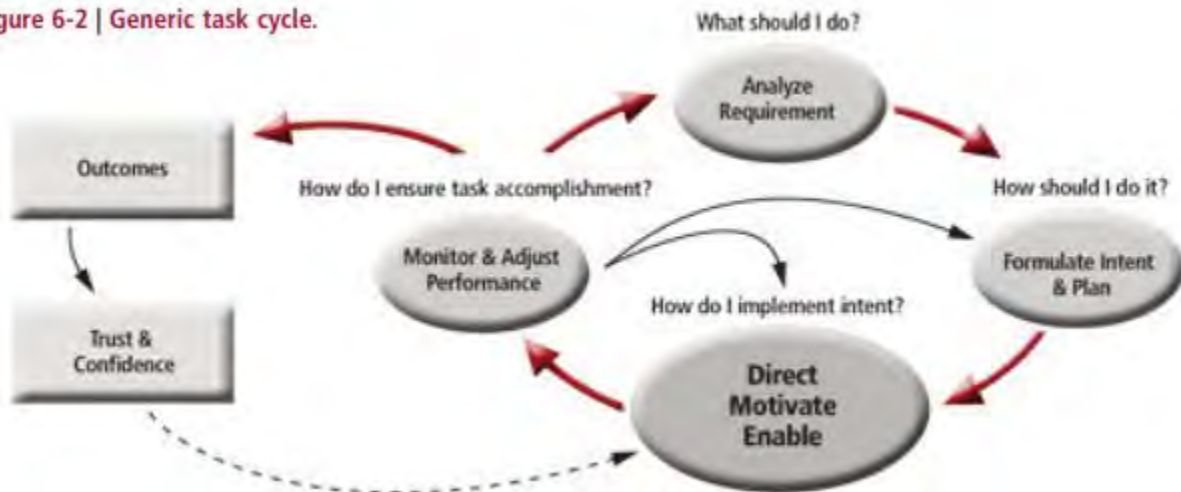 gure 6-2 | Generic task cycle.
What should I do?
Analyze
Requirement
Outcomes
How do I ensure task accomplishment?
How should I do it?
Monitor & Adjust
Performance
Formulate Intent
& Plan
How do I implement intent?
Trust &
Confidence
Direct
Motivate
Enable